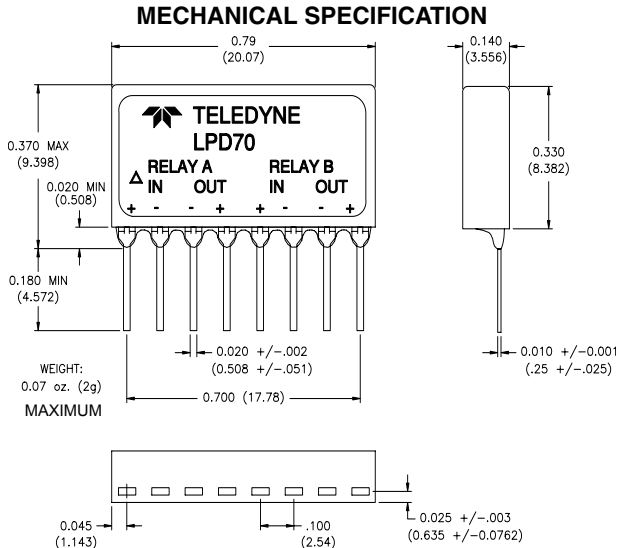 MECHANICAL SPECIFICATION
0.79
(20.07)
0.140
(3.556)
TELEDYNE
LPD70
RELAY A RELAY B
Δ IN OUT IN OUT
+ - - + + - - +
0.370 MAX
(9.398)
0.020 MIN
(0.508)
0.330
(8.382)
0.180 MIN
(4.572)
0.020 +/-.002
(0.508 +/-.051)
0.010 +/-0.001
(.25 +/-.025)
WEIGHT:
0.07 oz. (2g)
MAXIMUM
0.700 (17.78)
0.045
(1.143)
.100
(2.54)
0.025 +/-.003
(0.635 +/-.0762)